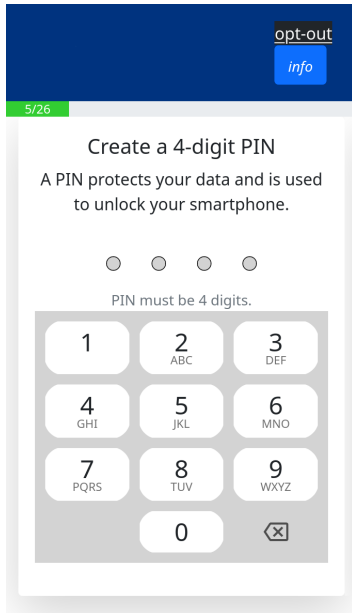 opt-out
info
5/26
Create a 4-digit PIN
A PIN protects your data and is used
to unlock your smartphone.
PIN must be 4 digits.
1 2 3
ABC DEF
4 5 6
GHI JKL MNO
7 8 9
PQRS TUV WXYZ
0